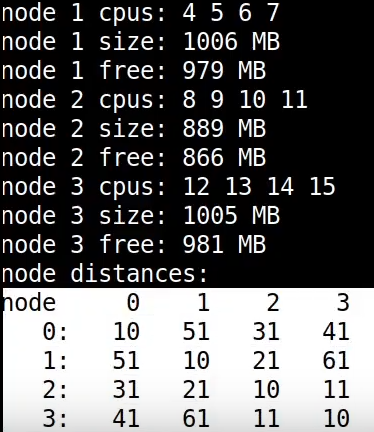 node 1 cpus: 4 5 6 7
node 1 size: 1006 MB
node 1 free: 979 MB
node 2 cpus: 8 9 10 11
node 2 size: 889 MB
node 2 free: 866 MB
node 3 cpus: 12 13 14 15
node 3 size: 1005 MB
node 3 free: 981 MB
node distances:
node 0 1 2 3
0: 10 51 31 41
1: 51 10 21 61
2: 31 21 10 11
3: 41 61 11 10